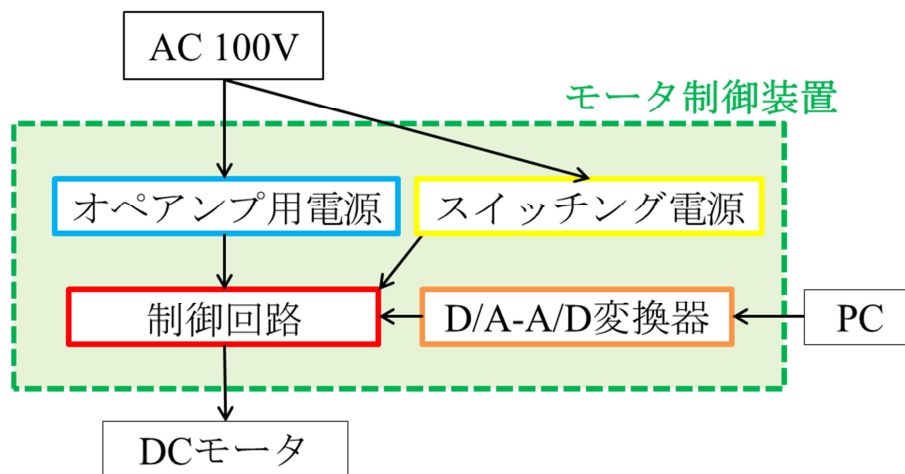 AC 100V
モータ制御装置
オペアンプ用電源
スイッチング電源
制御回路
D/A-A/D変換器
PC
DCモータ